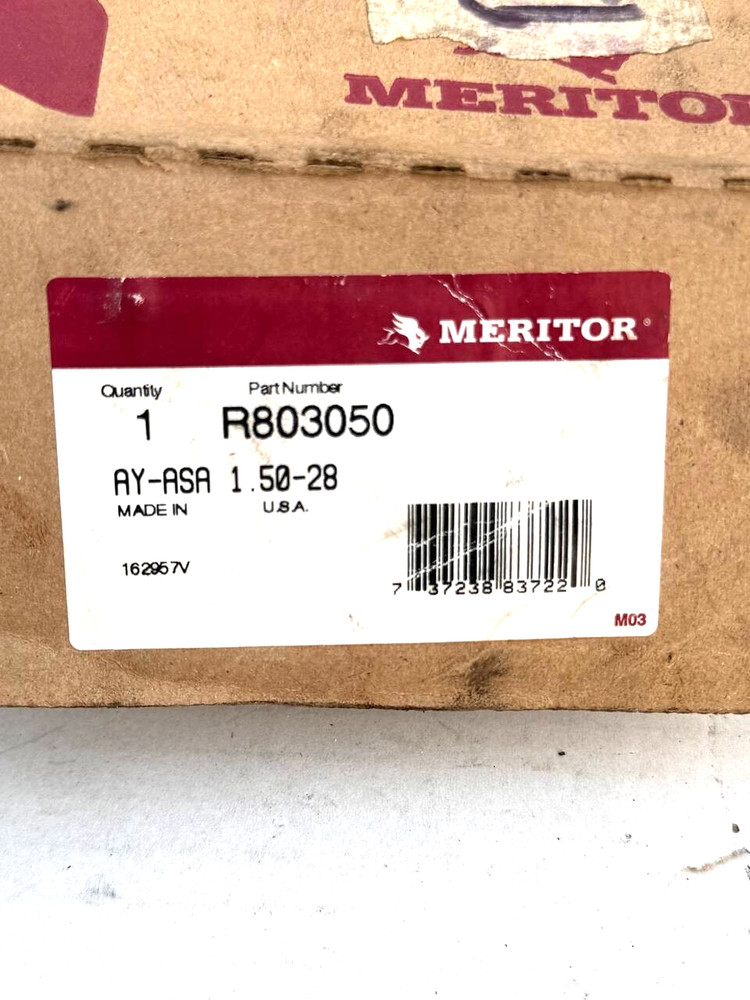 MERITOR
MERITOR®
Quantity
Part Number
1
R803050
AY-ASA 1.50-28
MADE IN U.S.A.
162957V
7 37238 83722 0
M03